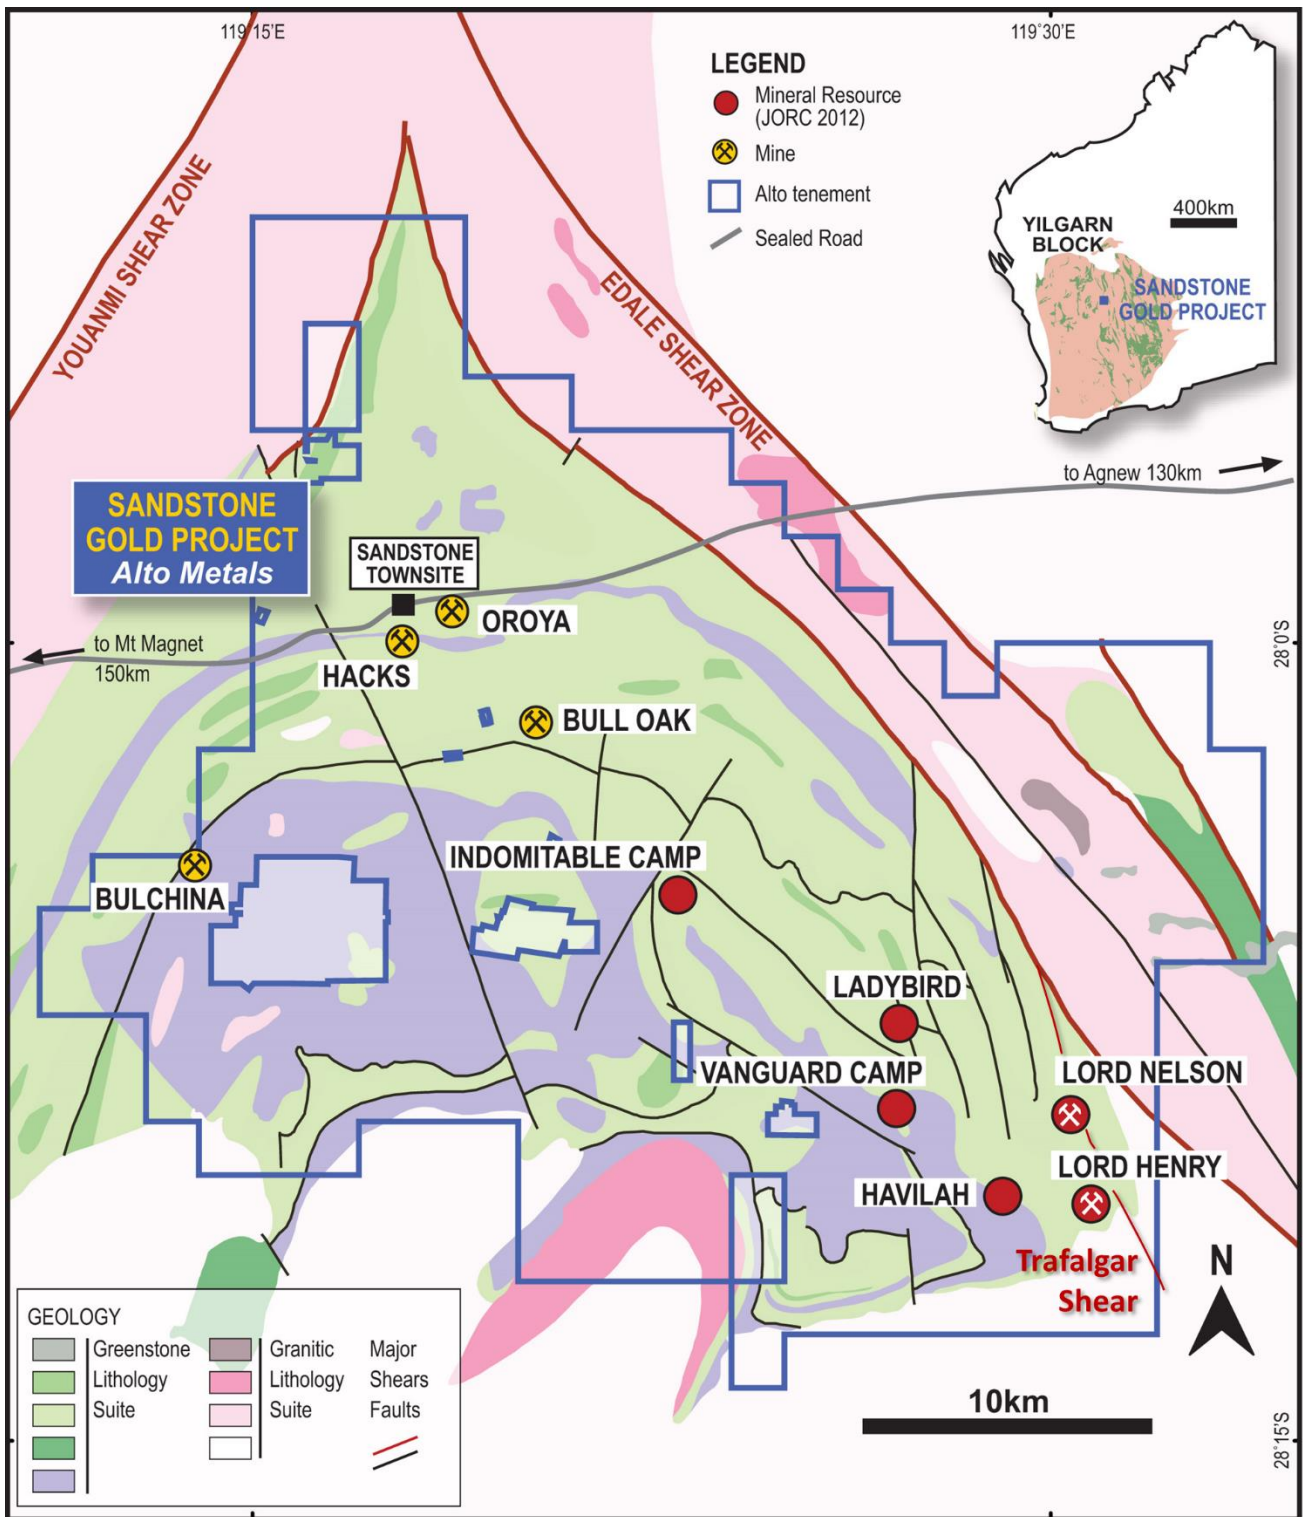 119˚15'E
119˚30'E
LEGEND
Mineral Resource
(JORC 2012)
Mine
Alto tenement
Sealed Road
400km
YILGARN
BLOCK
SANDSTONE
GOLD PROJECT
YOUANMI SHEAR ZONE
EDALE SHEAR ZONE
to Agnew 130km
SANDSTONE
GOLD PROJECT
Alto Metals
SANDSTONE
TOWNSITE
OROYA
to Mt Magnet
150km
HACKS
28˚0'S
BULL OAK
INDOMITABLE CAMP
BULCHINA
LADYBIRD
VANGUARD CAMP
LORD NELSON
LORD HENRY
HAVILAH
Trafalgar
Shear
N
10km
28˚15'S
GEOLOGY
Greenstone
Lithology
Suite
Granitic
Lithology
Suite
Major
Shears
Faults